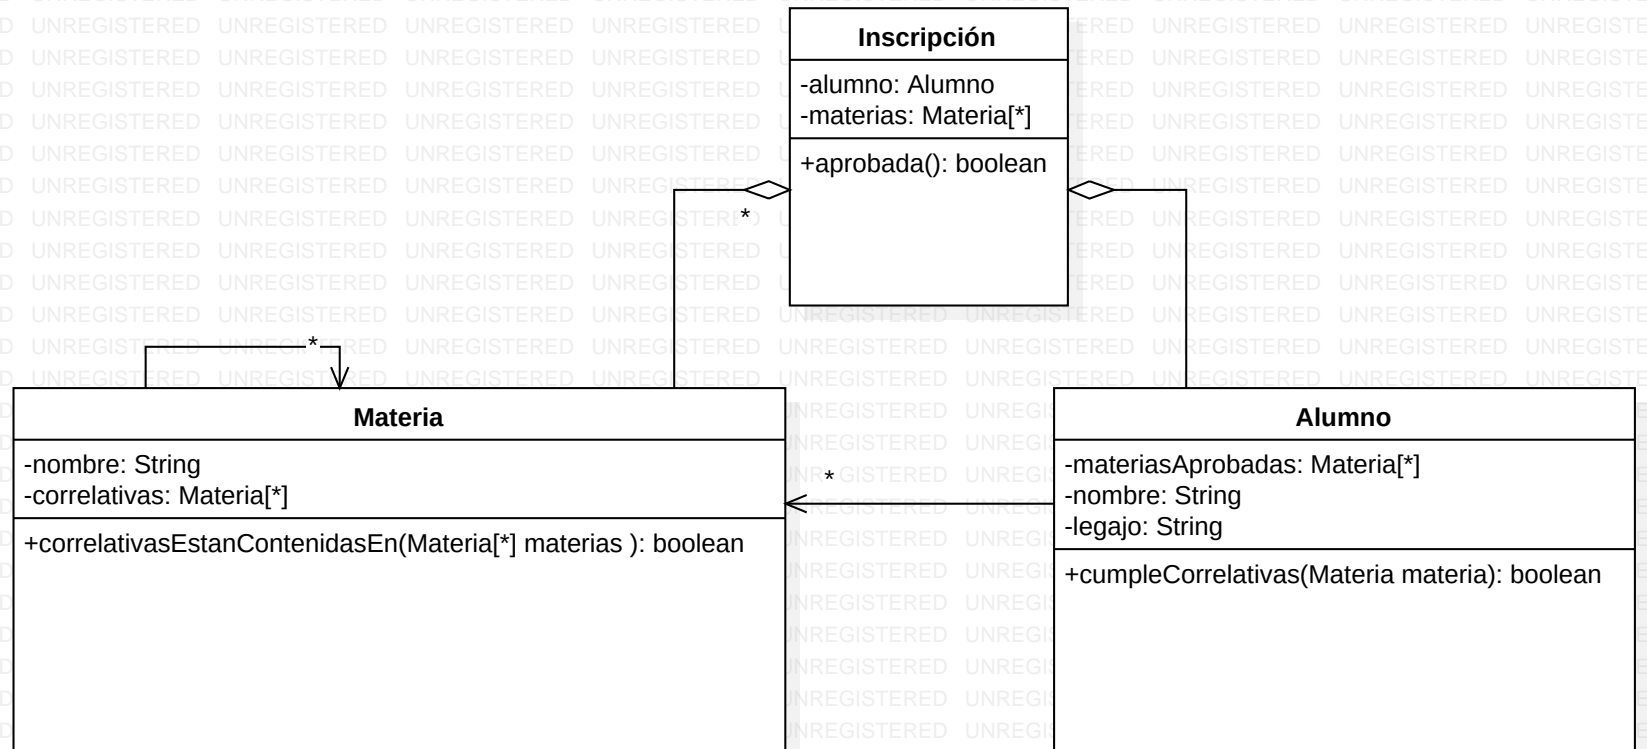 Inscripción
-alumno: Alumno
-materias: Materia[*]
+aprobada(): boolean
*
*
Materia
-nombre: String
-correlativas: Materia[*]
+correlativasEstanContenidasEn(Materia[*] materias ): boolean
*
Alumno
-materiasAprobadas: Materia[*]
-nombre: String
-legajo: String
+cumpleCorrelativas(Materia materia): boolean
UNREGISTERED